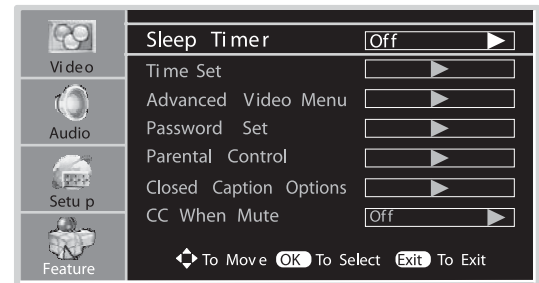 Video
Audio
Setup
Feature
Sleep Timer Off
Time Set
Advanced Video Menu
Password Set
Parental Control
Closed Caption Options
CC When Mute Off
To Move OK To Select Exit To Exit